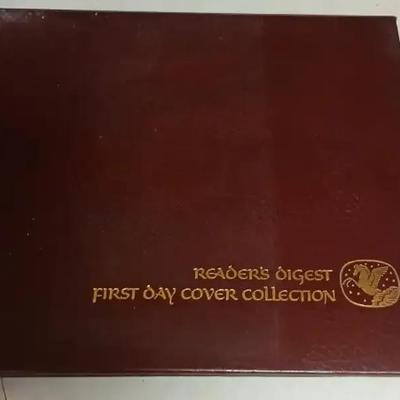 READER'S DIGEST
FIRST DAY COVER COLLECTION